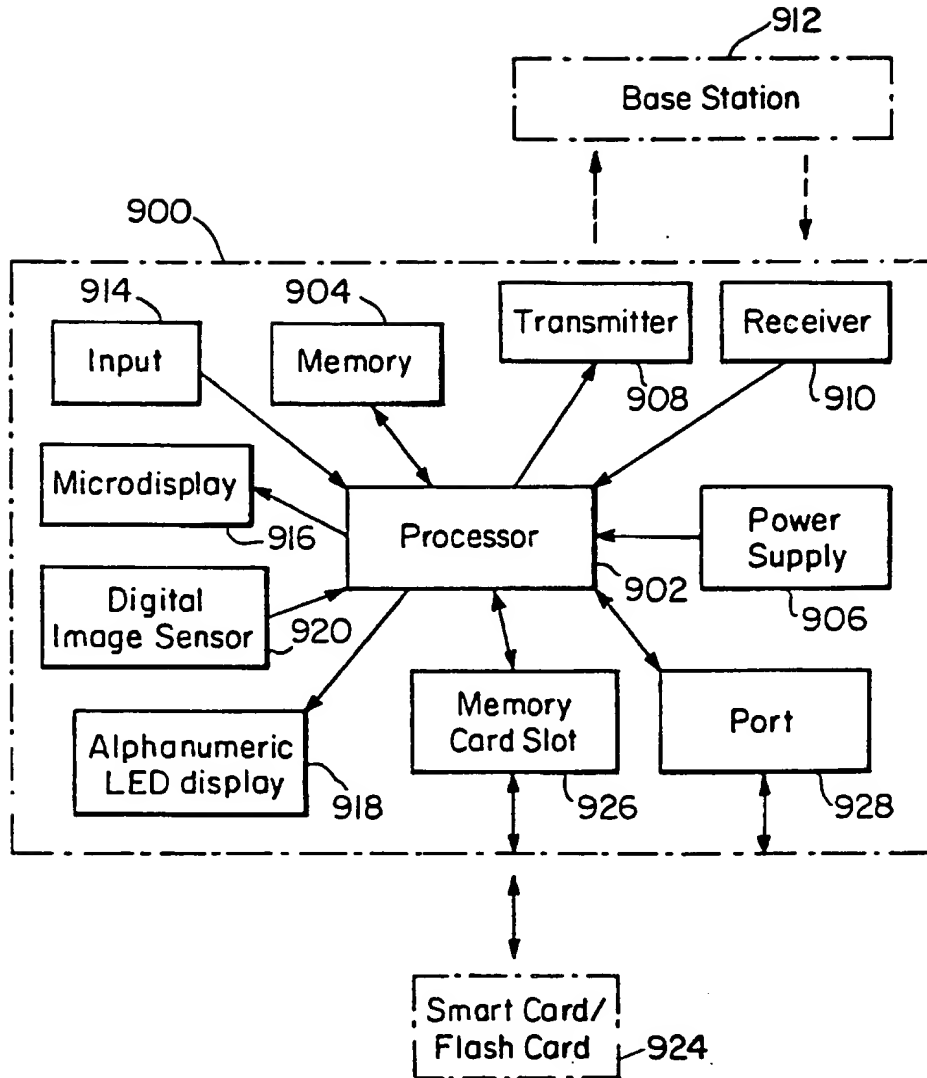 912
Base Station
900
914
Input
904
Memory
Transmitter
908
Receiver
910
Microdisplay
916
Processor
902
Power
Supply
906
Digital
Image Sensor
920
Alphanumeric
LED display
918
Memory
Card Slot
926
Port
928
Smart Card/
Flash Card
924